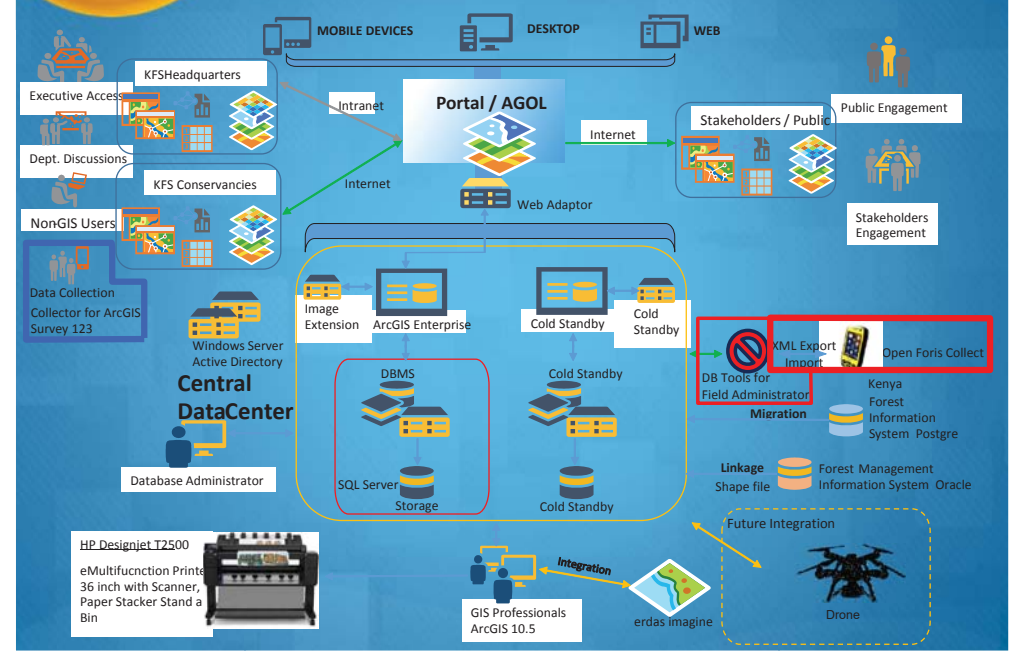 MOBILE DEVICES
DESKTOP
WEB
Executive Access
KFSHeadquarters
Intranet
Portal / AGOL
Internet
Stakeholders / Public
Public Engagement
Dept. Discussions
KFS Conservancies
Internet
Web Adaptor
Stakeholders
Engagement
NonGIS Users
Data Collection
Collector for ArcGIS
Survey 123
Windows Server
Active Directory
Image
Extension
ArcGIS Enterprise
Cold Standby
Cold
Standby
XML Export
Import
Open Foris Collect
DB Tools for
Field Administrator
Central
DataCenter
DBMS
Cold Standby
Migration
Kenya
Forest
Information
System Postgre
Database Administrator
SQL Server
Storage
Cold Standby
Linkage
Shape file
Forest Management
Information System Oracle
Future Integration
Drone
HP Designjet T2500
eMultifucnction Printe
36 inch with Scanner,
Paper Stacker Stand a
Bin
GIS Professionals
ArcGIS 10.5
Integration
erdas imagine